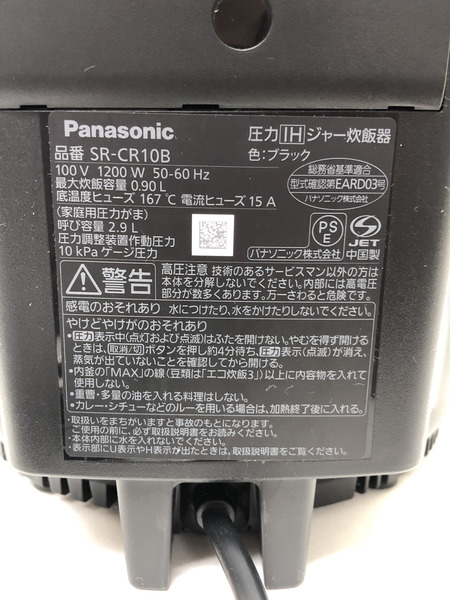 Panasonic
圧力IHジャー炊飯器
品番 SR-CR10B
色:ブラック
100 V 1200 W 50-60 Hz
最大炊飯容量 0.90 L
底温度ヒューズ 167 ℃ 電流ヒューズ 15 A
総務省基準適合
型式確認第EARD03号
パナソニック株式会社
(家庭用圧力がま)
呼び容量 2.9 L
圧力調整装置作動圧力
10 kPa ゲージ圧力
PSE
JET
パナソニック株式会社 中国製
警告
高圧注意 技術のあるサービスマン以外の方は
本体を分解しないでください。内部には高電圧
部分が数多くあります。万一さわると危険です。
感電のおそれあり 水につけたり、水をかけたりしないでください。
やけどやけがのおそれあり
・圧力表示中(点灯および点滅)はふたを開けない。やむを得ず開ける
ときは、取消/切ボタンを押し約4分待ち、圧力表示(点滅)が消え、
蒸気が出ていないことを確認してから開ける。
・内釜の「MAX」の線(豆類は「エコ炊飯3」)以上に内容物を入れて
使用しない。
・重曹・多量の油を入れる料理はしない。
・カレー・シチューなどのルーを用いる場合は、加熱終了後に入れる。
・取扱いをまちがいますと事故のもとになります。
ご使用の前に、必ず取扱説明書をお読みください。
・本体内部に水を入れないでください。
・表示部にU表示やH表示が出たときは、取扱説明書をご覧ください。